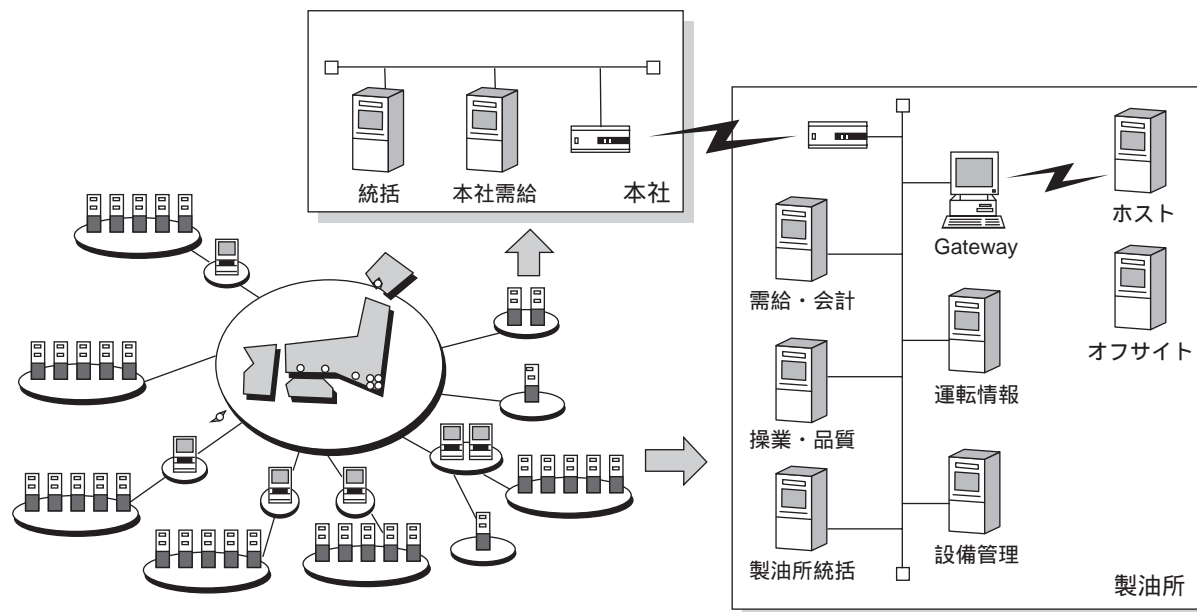 統括
本社需給
本社
Gateway
ホスト
需給・会計
オフサイト
運転情報
操業・品質
製油所統括
設備管理
製油所